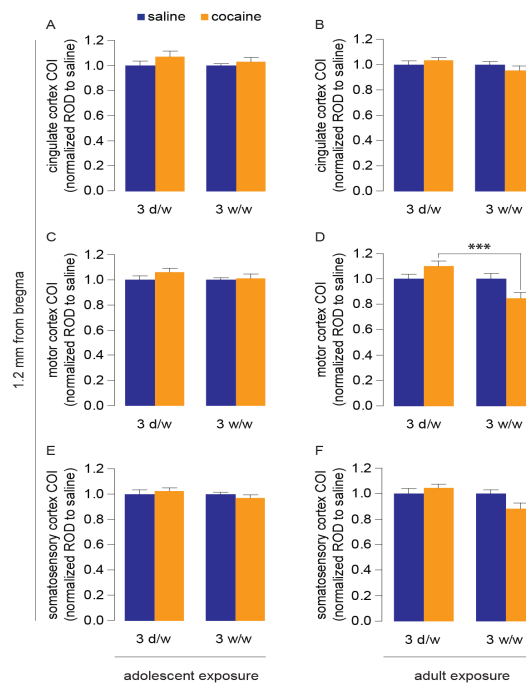 saline cocaine
A
cingulate cortex COI
(normalized ROD to saline)
1.2
1.0
0.8
0.6
0.4
0.2
0.0
3 d/w 3 w/w
B
cingulate cortex COI
(normalized ROD to saline)
1.2
1.0
0.8
0.6
0.4
0.2
0.0
3 d/w 3 w/w
1.2 mm from bregma
C
motor cortex COI
(normalized ROD to saline)
1.2
1.0
0.8
0.6
0.4
0.2
0.0
3 d/w 3 w/w
D
motor cortex COI
(normalized ROD to saline)
1.2
1.0
0.8
0.6
0.4
0.2
0.0
***
3 d/w 3 w/w
E
somatosensory cortex COI
(normalized ROD to saline)
1.2
1.0
0.8
0.6
0.4
0.2
0.0
3 d/w 3 w/w
F
somatosensory cortex COI
(normalized ROD to saline)
1.2
1.0
0.8
0.6
0.4
0.2
0.0
3 d/w 3 w/w
adolescent exposure
adult exposure